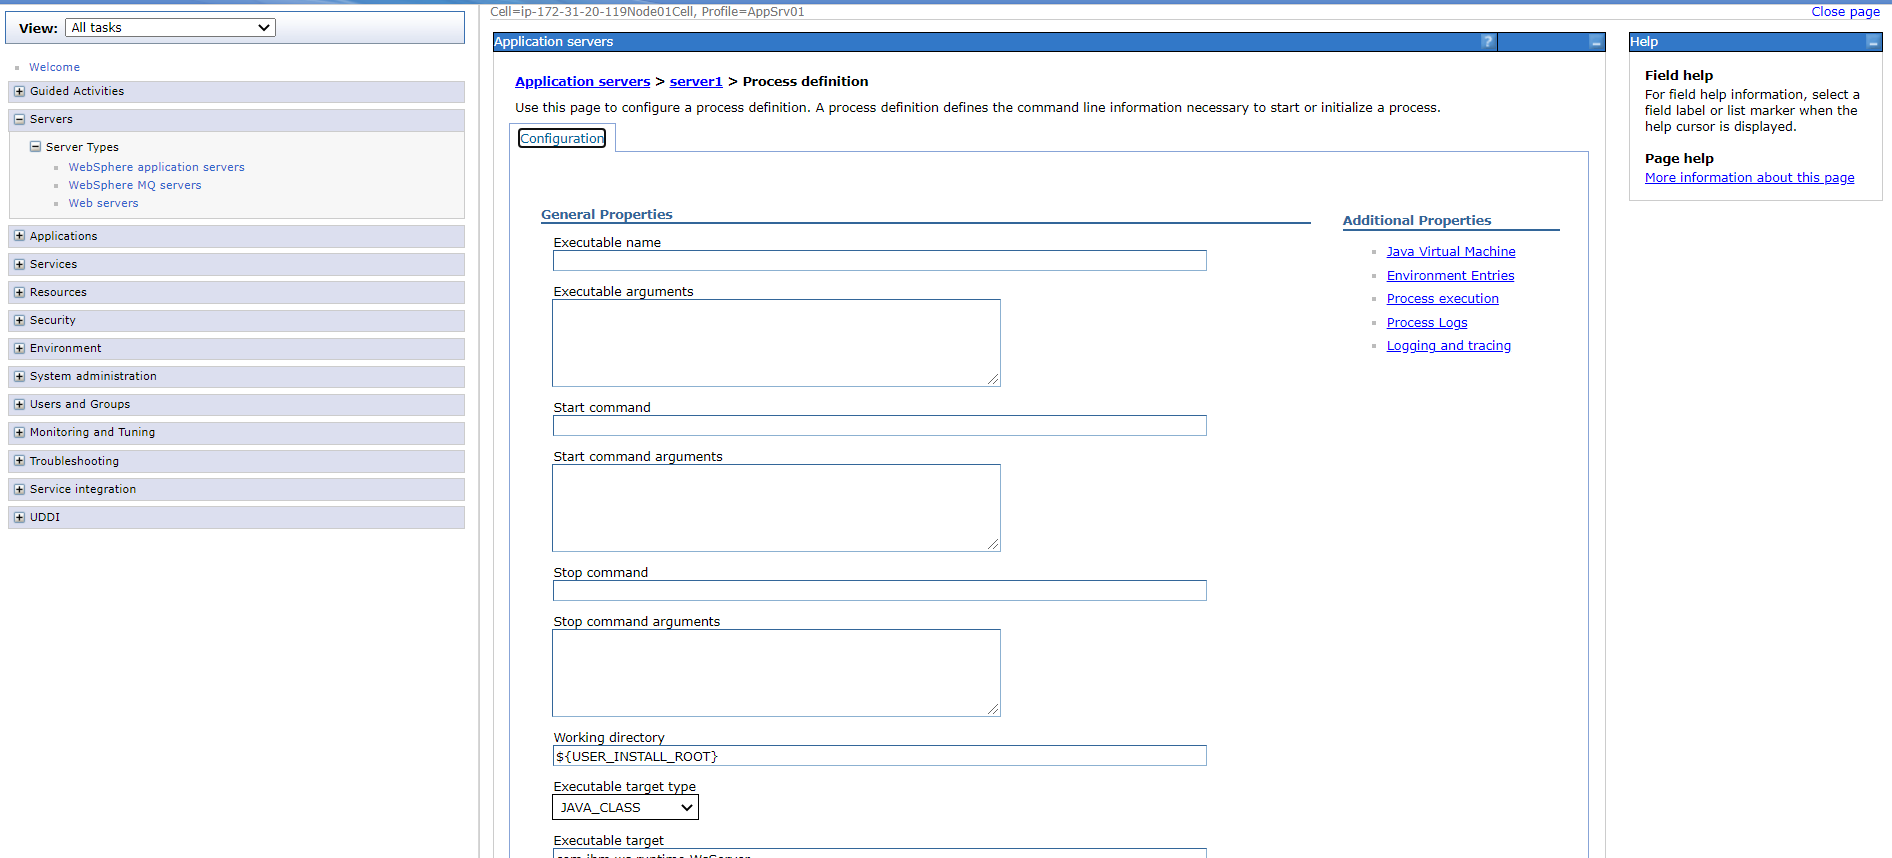 Cell=ip-172-31-20-119Node01Cell, Profile=AppSrv01
Close page
View: All tasks
Welcome
Guided Activities
Servers
Server Types
WebSphere application servers
WebSphere MQ servers
Web servers
Applications
Services
Resources
Security
Environment
System administration
Users and Groups
Monitoring and Tuning
Troubleshooting
Service integration
UDDI
Application servers
?
Application servers > server1 > Process definition
Use this page to configure a process definition. A process definition defines the command line information necessary to start or initialize a process.
Configuration
General Properties
Executable name
Executable arguments
Start command
Start command arguments
Stop command
Stop command arguments
Working directory
${USER_INSTALL_ROOT}
Executable target type
JAVA_CLASS
Executable target
com.ibm.ws.runtime.WsServer
Additional Properties
Java Virtual Machine
Environment Entries
Process execution
Process Logs
Logging and tracing
Help
Field help
For field help information, select a
field label or list marker when the
help cursor is displayed.
Page help
More information about this page